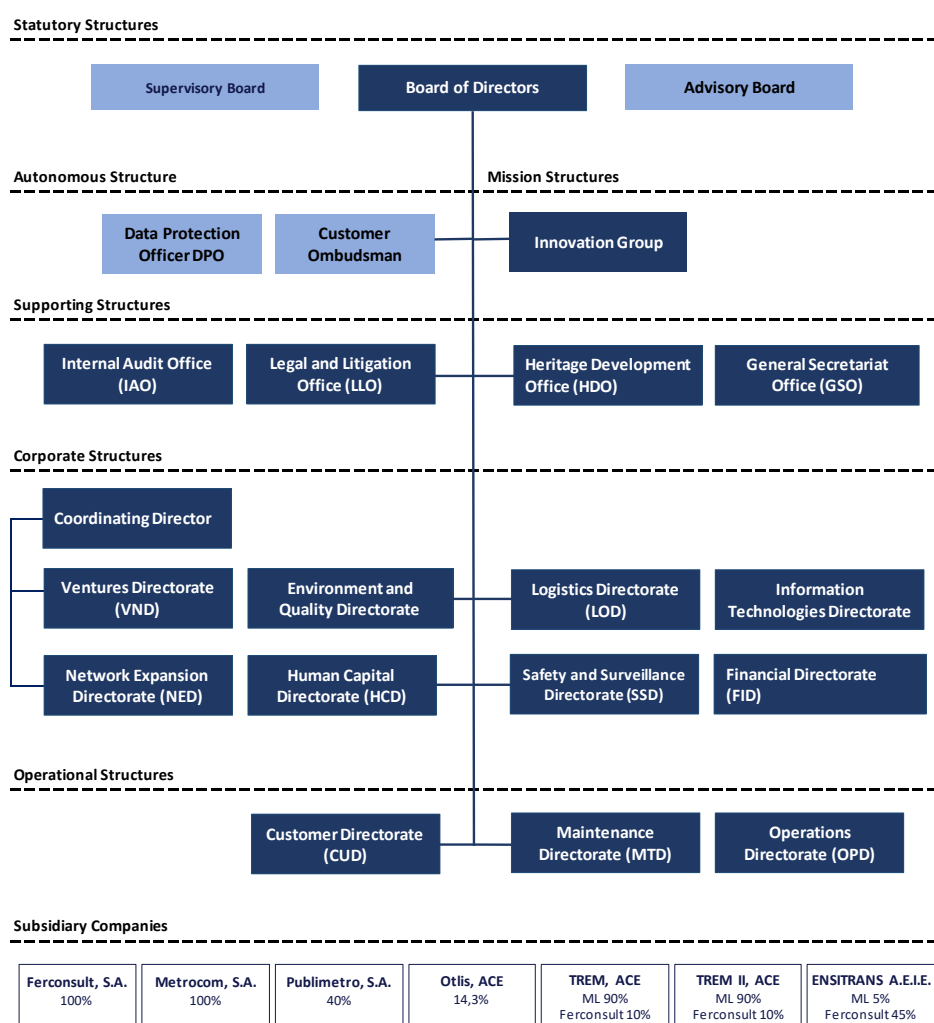 Statutory Structures
Supervisory Board
Board of Directors
Advisory Board
Autonomous Structure
Mission Structures
Data Protection
Officer DPO
Customer
Ombudsman
Innovation Group
Supporting Structures
Internal Audit Office
(IAO)
Legal and Litigation
Office (LLO)
Heritage Development
Office (HDO)
General Secretariat
Office (GSO)
Corporate Structures
Coordinating Director
Ventures Directorate
(VND)
Environment and
Quality Directorate
Logistics Directorate
(LOD)
Information
Technologies Directorate
Network Expansion
Directorate (NED)
Human Capital
Directorate (HCD)
Safety and Surveillance
Directorate (SSD)
Financial Directorate
(FID)
Operational Structures
Customer Directorate
(CUD)
Maintenance
Directorate (MTD)
Operations
Directorate (OPD)
Subsidiary Companies
Ferconsult, S.A.
100%
Metrocom, S.A.
100%
Publimetro, S.A.
40%
Otlis, ACE
14,3%
TREM, ACE
ML 90%
Ferconsult 10%
TREM II, ACE
ML 90%
Ferconsult 10%
ENSITRANS A.E.I.E.
ML 5%
Ferconsult 45%